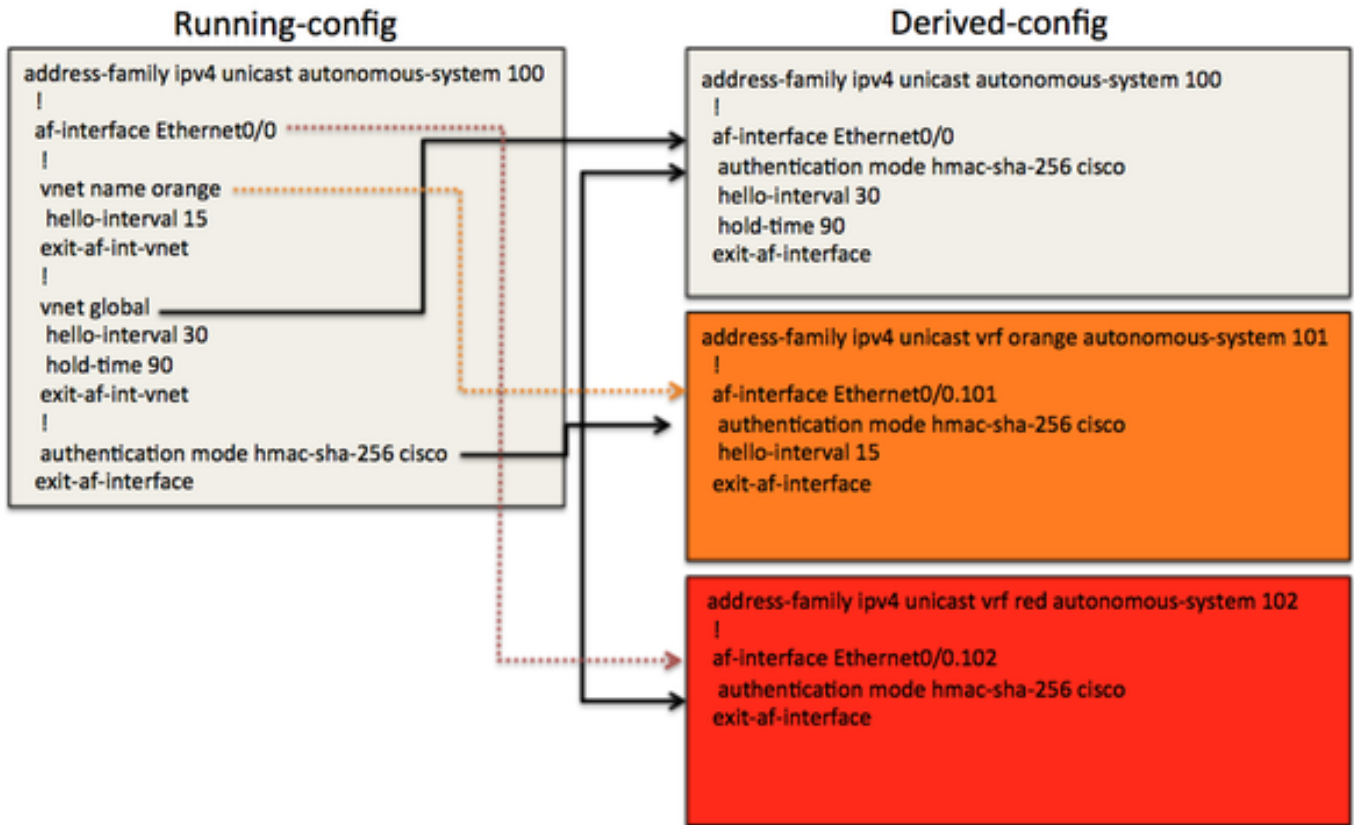 Running-config
address-family ipv4 unicast autonomous-system 100
!
af-interface Ethernet0/0
!
vnet name orange
hello-interval 15
exit-af-int-vnet
!
vnet global
hello-interval 30
hold-time 90
exit-af-int-vnet
!
authentication mode hmac-sha-256 cisco
exit-af-interface
Derived-config
address-family ipv4 unicast autonomous-system 100
!
af-interface Ethernet0/0
authentication mode hmac-sha-256 cisco
hello-interval 30
hold-time 90
exit-af-interface
address-family ipv4 unicast vrf orange autonomous-system 101
!
af-interface Ethernet0/0.101
authentication mode hmac-sha-256 cisco
hello-interval 15
exit-af-interface
address-family ipv4 unicast vrf red autonomous-system 102
!
af-interface Ethernet0/0.102
authentication mode hmac-sha-256 cisco
exit-af-interface